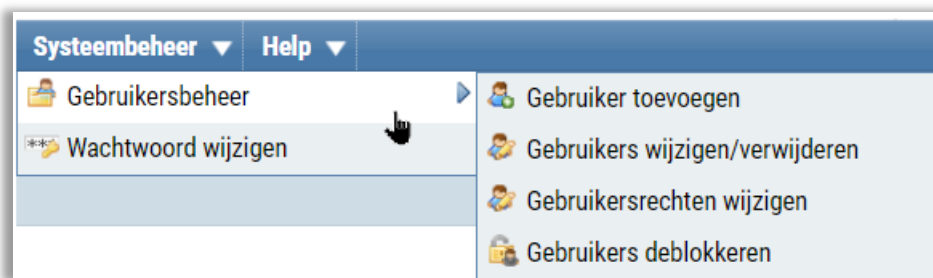 Systeembeheer Help
Gebruikersbeheer
Wachtwoord wijzigen
Gebruiker toevoegen
Gebruikers wijzigen/verwijderen
Gebruikersrechten wijzigen
Gebruikers deblokkeren